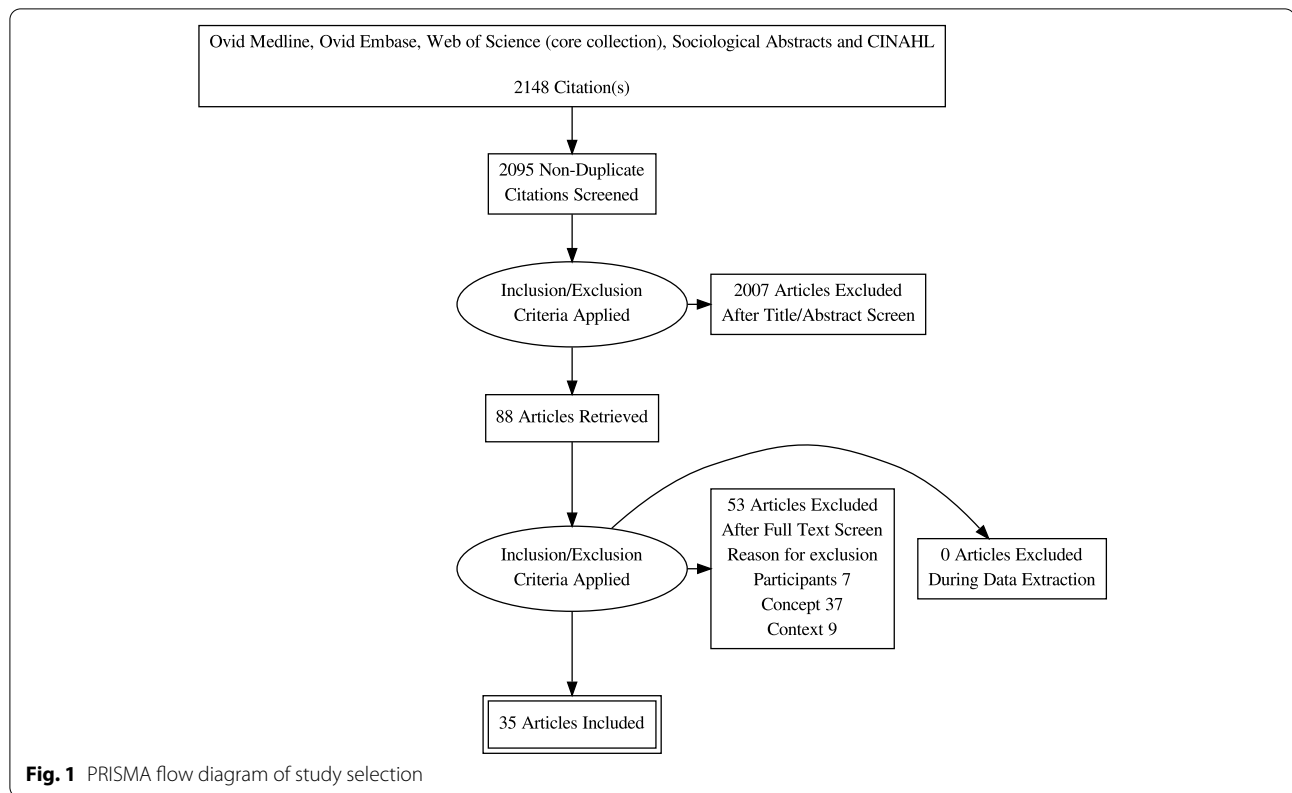 Ovid Medline, Ovid Embase, Web of Science (core collection), Sociological Abstracts and CINAHL
2148 Citation(s)
2095 Non-Duplicate
Citations Screened
Inclusion/Exclusion
Criteria Applied
2007 Articles Excluded
After Title/Abstract Screen
88 Articles Retrieved
Inclusion/Exclusion
Criteria Applied
53 Articles Excluded
After Full Text Screen
Reason for exclusion
Participants 7
Concept 37
Context 9
0 Articles Excluded
During Data Extraction
35 Articles Included
Fig. 1 PRISMA flow diagram of study selection